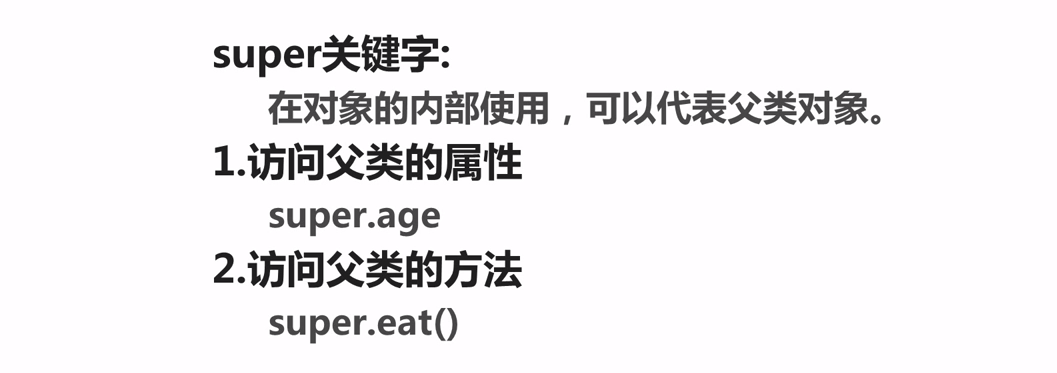 super关键字:
在对象的内部使用，可以代表父类对象。
1.访问父类的属性
super.age
2.访问父类的方法
super.eat()